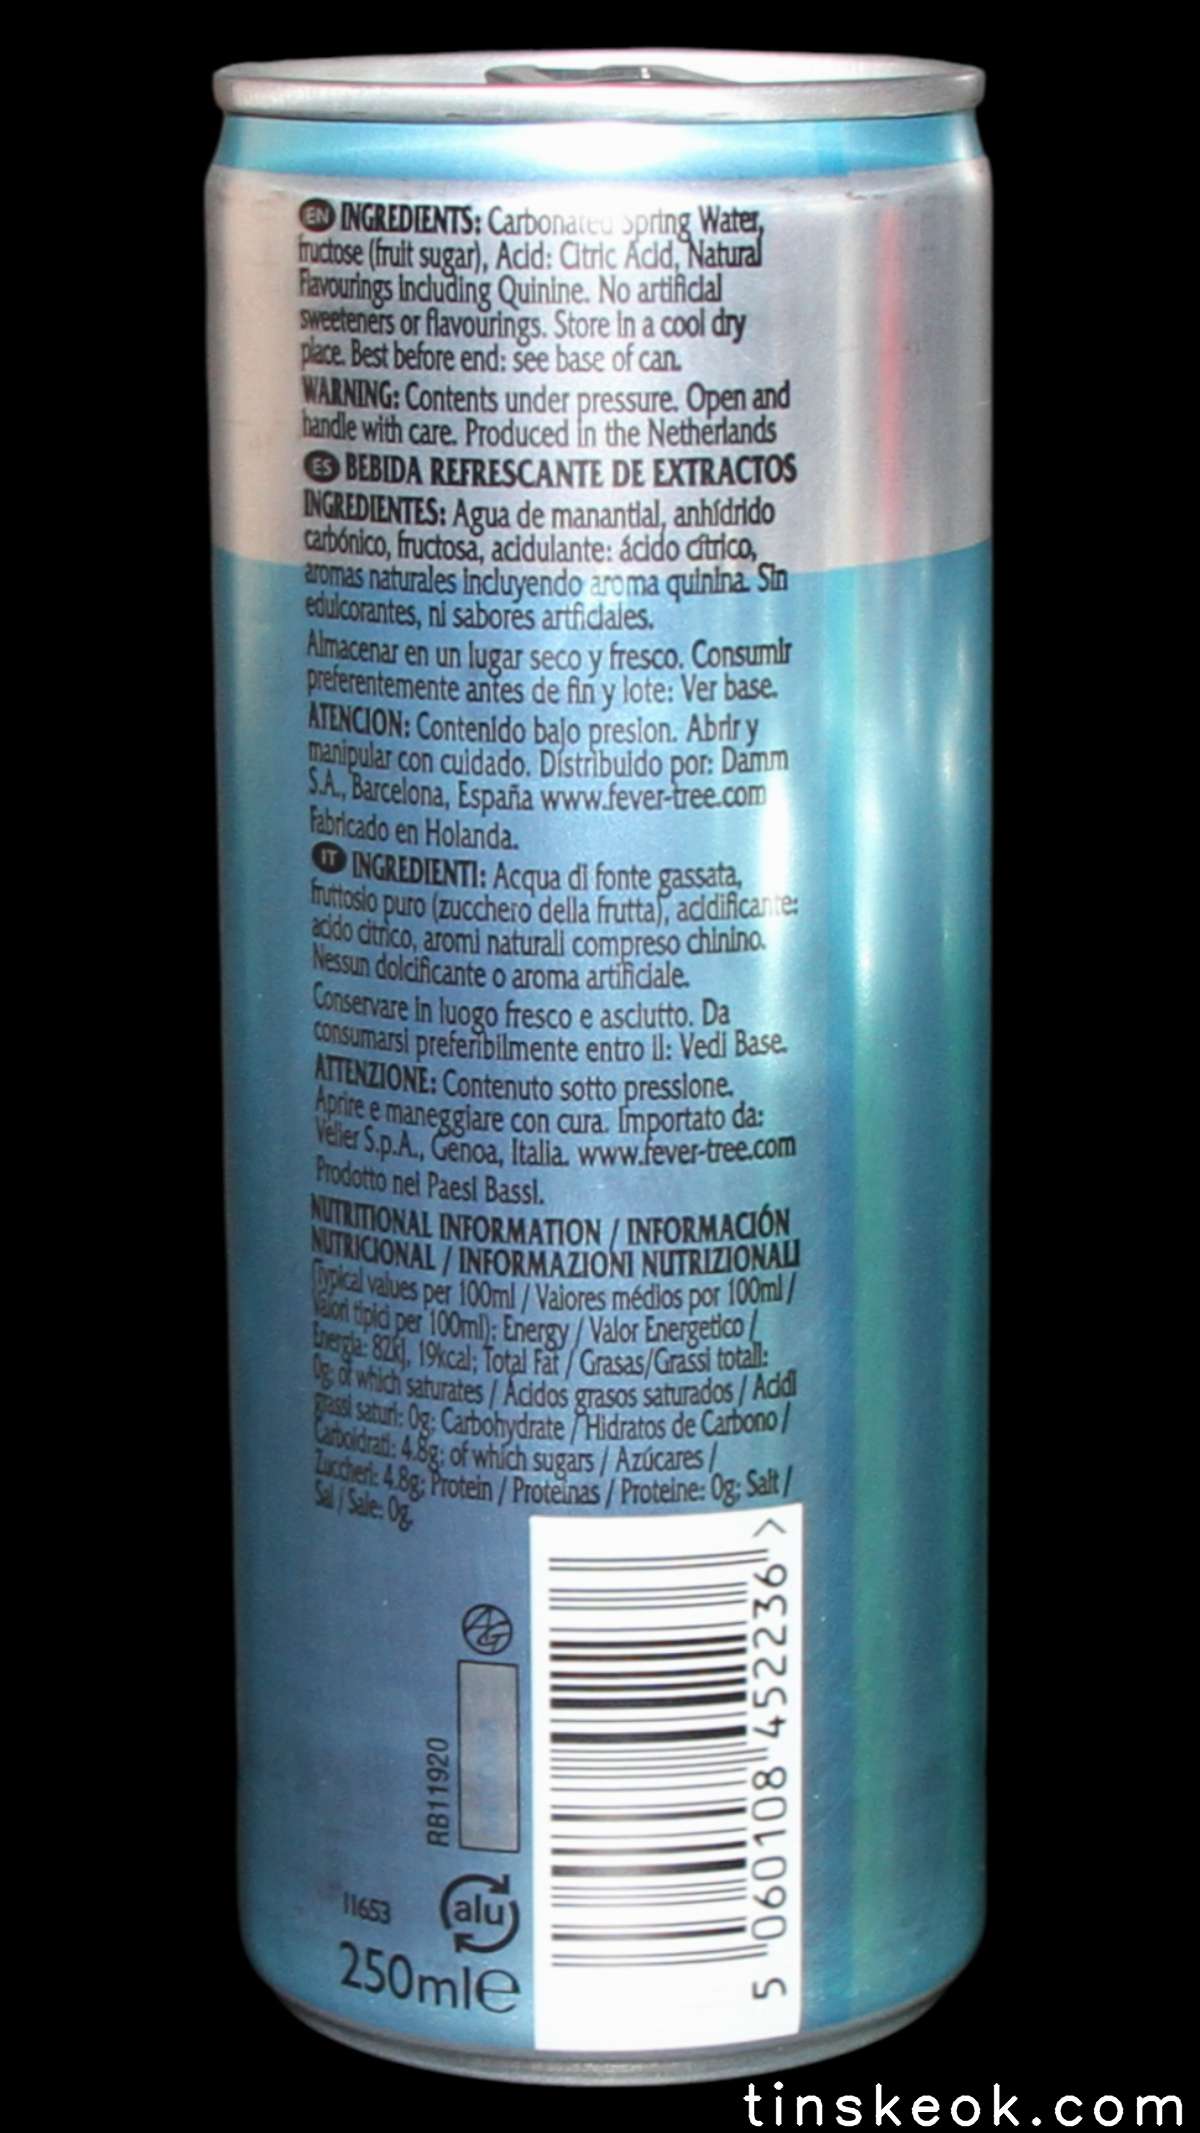 EN INGREDIENTS: Carbonated Spring Water,
fructose (fruit sugar), Acid: Citric Acid, Natural
Flavourings Including Quinine. No artificial
sweeteners or flavourings. Store in a cool dry
place. Best before end: see base of can.
WARNING: Contents under pressure. Open and
handle with care. Produced in the Netherlands
ES BEBIDA REFRESCANTE DE EXTRACTOS
INGREDIENTES: Agua de manantial, anhídrido
carbónico, fructosa, acidulante: ácido cítrico,
aromas naturales incluyendo aroma quinina. Sin
edulcorantes, ni sabores artficiales.
Almacenar en un lugar seco y fresco. Consumir
preferentemente antes de fin y lote: Ver base.
ATENCION: Contenido bajo presion. Abrir y
manipular con cuidado. Distribuido por: Damm
S.A., Barcelona, España www.fever-tree.com
Fabricado en Holanda.
IT INGREDIENTI: Acqua di fonte gassata,
fruttosio puro (zucchero della frutta), acidificante:
acido citrico, aromi naturali compreso chinino.
Nessun dolcificante o aroma artificiale.
Conservare in luogo fresco e asciutto. Da
consumarsi preferibilmente entro il: Vedi Base.
ATTENZIONE: Contenuto sotto pressione.
Aprire e maneggiare con cura. Importato da:
Velier S.p.A., Genoa, Italia. www.fever-tree.com
Prodotto nei Paesi Bassi.
NUTRITIONAL INFORMATION / INFORMACIÓN
NUTRICIONAL / INFORMAZIONI NUTRIZIONALI
(Typical values per 100ml / Valores médios por 100ml /
Valori tipici per 100ml): Energy / Valor Energetico /
Energia: 82kJ, 19kcal; Total Fat / Grasas/Grassi totali:
0g; of which saturates / Ácidos grasos saturados / Acidi
grassi saturi: 0g; Carbohydrate / Hidratos de Carbono /
Carboidrati: 4.8g; of which sugars / Azúcares /
Zuccheri: 4.8g; Protein / Proteínas / Proteine: 0g; Salt /
Sal / Sale: 0g.
RB11920
11653
alu
250ml℮
5 060108 452236 >
tinskeok.com